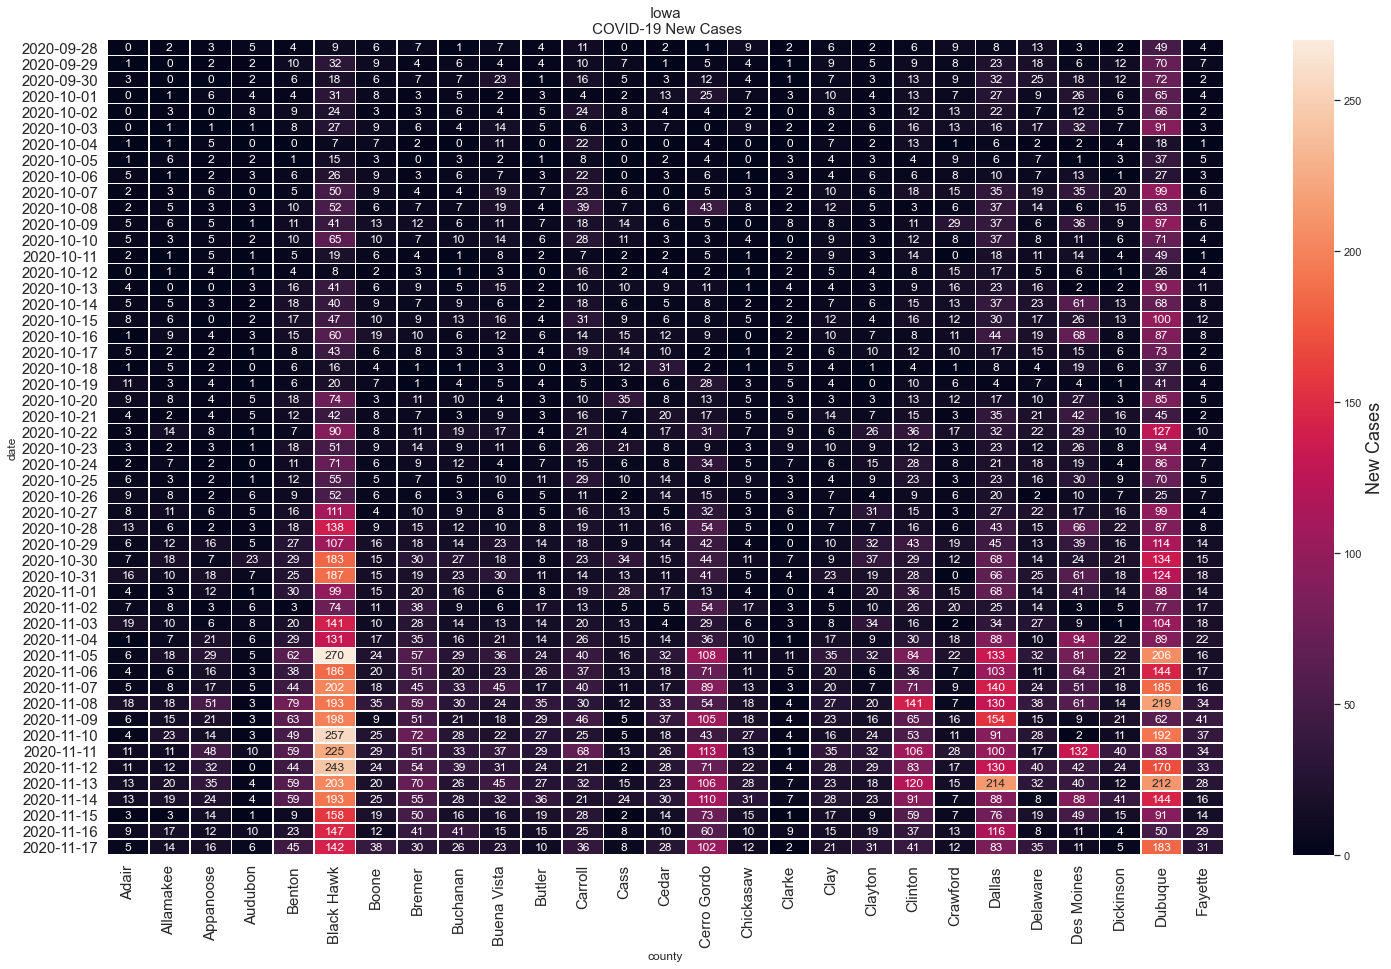 Iowa
COVID-19 New Cases
2020-09-28 0 2 3 5 4 9 6 7 1 7 4 11 0 2 1 9 2 6 2 6 9 8 13 3 2 49 4
2020-09-29 1 0 2 2 10 32 9 4 6 4 4 10 7 1 5 4 1 9 5 9 8 23 18 6 12 70 7
2020-09-30 3 0 0 2 6 18 6 7 7 23 1 16 5 3 12 4 1 7 3 13 9 32 25 18 12 72 2
2020-10-01 0 1 6 4 4 31 8 3 5 2 3 4 2 13 25 7 3 10 4 13 7 27 9 26 6 65 4
2020-10-02 0 3 0 8 9 24 3 3 6 4 5 24 8 4 4 2 0 8 3 12 13 22 7 12 5 66 2
2020-10-03 0 1 1 1 8 27 9 6 4 14 5 6 3 7 0 9 2 2 6 16 13 16 17 32 7 91 3
2020-10-04 1 1 5 0 0 7 7 2 0 11 0 22 0 0 4 0 0 7 2 13 1 6 2 2 4 18 1
2020-10-05 1 6 2 2 1 15 3 0 3 2 1 8 0 2 4 0 3 4 3 4 9 6 7 1 3 37 5
2020-10-06 5 1 2 3 6 26 9 3 6 7 3 22 0 3 6 1 3 4 6 6 8 10 7 13 1 27 3
2020-10-07 2 3 6 0 5 50 9 4 4 19 7 23 6 0 5 3 2 10 6 18 15 35 19 35 20 99 6
2020-10-08 2 5 3 3 10 52 6 7 7 19 4 39 7 6 43 8 2 12 5 3 6 37 14 6 15 63 11
2020-10-09 5 6 5 1 11 41 13 12 6 11 7 18 14 6 5 0 8 8 3 11 29 37 6 36 9 97 6
2020-10-10 5 3 5 2 10 65 10 7 10 14 6 28 11 3 3 4 0 9 3 12 8 37 8 11 6 71 4
2020-10-11 2 1 5 1 5 19 6 4 1 8 2 7 2 2 5 1 2 9 3 14 0 18 11 14 4 49 1
2020-10-12 0 1 4 1 4 8 2 3 1 3 0 16 2 4 2 1 2 5 4 8 15 17 5 6 1 26 4
2020-10-13 4 0 0 3 16 41 6 9 5 15 2 10 10 9 11 1 4 4 3 9 16 23 16 2 2 90 11
2020-10-14 5 5 3 2 18 40 9 7 9 6 2 18 6 5 8 2 2 7 6 15 13 37 23 61 13 68 8
2020-10-15 8 6 0 2 17 47 10 9 13 16 4 31 9 6 8 5 2 12 4 16 12 30 17 26 13 100 12
2020-10-16 1 9 4 3 15 60 19 10 6 12 6 14 15 12 9 0 2 10 7 8 11 44 19 68 8 87 8
2020-10-17 5 2 2 1 8 43 6 8 3 3 4 19 14 10 2 1 2 6 10 12 10 17 15 15 6 73 2
2020-10-18 1 5 2 0 6 16 4 1 1 3 0 3 12 31 2 1 5 4 1 4 1 8 4 19 6 37 6
2020-10-19 11 3 4 1 6 20 7 1 4 5 4 5 3 6 28 3 5 4 0 10 6 4 7 4 1 41 4
2020-10-20 9 8 4 5 18 74 3 11 10 4 3 10 35 8 13 5 3 3 3 13 12 17 10 27 3 85 5
2020-10-21 4 2 4 5 12 42 8 7 3 9 3 16 7 20 17 5 5 14 7 15 3 35 21 42 16 45 2
2020-10-22 3 14 8 1 7 90 8 11 19 17 4 21 4 17 31 7 9 6 26 36 17 32 22 29 10 127 10
2020-10-23 3 2 3 1 18 51 9 14 9 11 6 26 21 8 9 3 9 10 9 12 3 23 12 26 8 94 4
2020-10-24 2 7 2 0 11 71 6 9 12 4 7 15 6 8 34 5 7 6 15 28 8 21 18 19 4 86 7
2020-10-25 6 3 2 1 12 55 5 7 5 10 11 29 10 14 8 9 3 4 9 23 3 23 16 30 9 70 5
2020-10-26 9 8 2 6 9 52 6 6 3 6 5 11 2 14 15 5 3 7 4 9 6 20 2 10 7 25 7
2020-10-27 8 11 6 5 16 111 4 10 9 8 5 16 13 5 32 3 6 7 31 15 3 27 22 17 16 99 4
2020-10-28 13 6 2 3 18 138 9 15 12 10 8 19 11 16 54 5 0 7 7 16 6 43 15 66 22 87 8
2020-10-29 6 12 16 5 27 107 16 18 14 23 14 18 9 14 42 4 0 10 32 43 19 45 13 39 16 114 14
2020-10-30 7 18 7 23 29 183 15 30 27 18 8 23 34 15 44 11 7 9 37 29 12 68 14 24 21 134 15
2020-10-31 16 10 18 7 25 187 15 19 23 30 11 14 13 11 41 5 4 23 19 28 0 66 25 61 18 124 18
2020-11-01 4 3 12 1 30 99 15 20 16 6 8 19 28 17 13 4 0 4 20 36 15 68 14 41 14 88 14
2020-11-02 7 8 3 6 3 74 11 38 9 6 17 13 5 5 54 17 3 5 10 26 20 25 14 3 5 77 17
2020-11-03 19 10 6 8 20 141 10 28 14 13 14 20 13 4 29 6 3 8 34 16 2 34 27 9 1 104 18
2020-11-04 1 7 21 6 29 131 17 35 16 21 14 26 15 14 36 10 1 17 9 30 18 88 10 94 22 89 22
2020-11-05 6 18 29 5 62 270 24 57 29 36 24 40 16 32 108 11 11 35 32 84 22 133 32 81 22 206 16
2020-11-06 4 6 16 3 38 186 20 51 20 23 26 37 13 18 71 11 5 20 6 36 7 103 11 64 21 144 17
2020-11-07 5 8 17 5 44 202 18 45 33 45 17 40 11 17 89 13 3 20 7 71 9 140 24 51 18 185 16
2020-11-08 18 18 51 3 79 193 35 59 30 24 35 30 12 33 54 18 4 27 20 141 7 130 38 61 14 219 34
2020-11-09 6 15 21 3 63 198 9 51 21 18 29 46 5 37 105 18 4 23 16 65 16 154 15 9 21 62 41
2020-11-10 4 23 14 3 49 257 25 72 28 22 27 25 5 18 43 27 4 16 24 53 11 91 28 2 11 192 37
2020-11-11 11 11 48 10 59 225 29 51 33 37 29 68 13 26 113 13 1 35 32 106 28 100 17 132 40 83 34
2020-11-12 11 12 32 0 44 243 24 54 39 31 24 21 2 28 71 22 4 28 29 83 17 130 40 42 24 170 33
2020-11-13 13 20 35 4 59 203 20 70 26 45 27 32 15 23 106 28 7 23 18 120 15 214 32 40 12 212 28
2020-11-14 13 19 24 4 59 193 25 55 28 32 36 21 24 30 110 31 7 28 23 91 7 88 8 88 41 144 16
2020-11-15 3 3 14 1 9 158 19 50 16 16 19 28 2 14 73 15 1 17 9 59 7 76 19 49 15 91 14
2020-11-16 9 17 12 10 23 147 12 41 41 15 15 25 8 10 60 10 9 15 19 37 13 116 8 11 4 50 29
2020-11-17 5 14 16 6 45 142 38 30 26 23 10 36 8 28 102 12 2 21 31 41 12 83 35 11 5 183 31
date
Adair Allamakee Appanoose Audubon Benton Black Hawk Boone Bremer Buchanan Buena Vista Butler Carroll Cass Cedar Cerro Gordo Chickasaw Clarke Clay Clayton Clinton Crawford Dallas Delaware Des Moines Dickinson Dubuque Fayette
county
250
200
150
100
50
0
New Cases